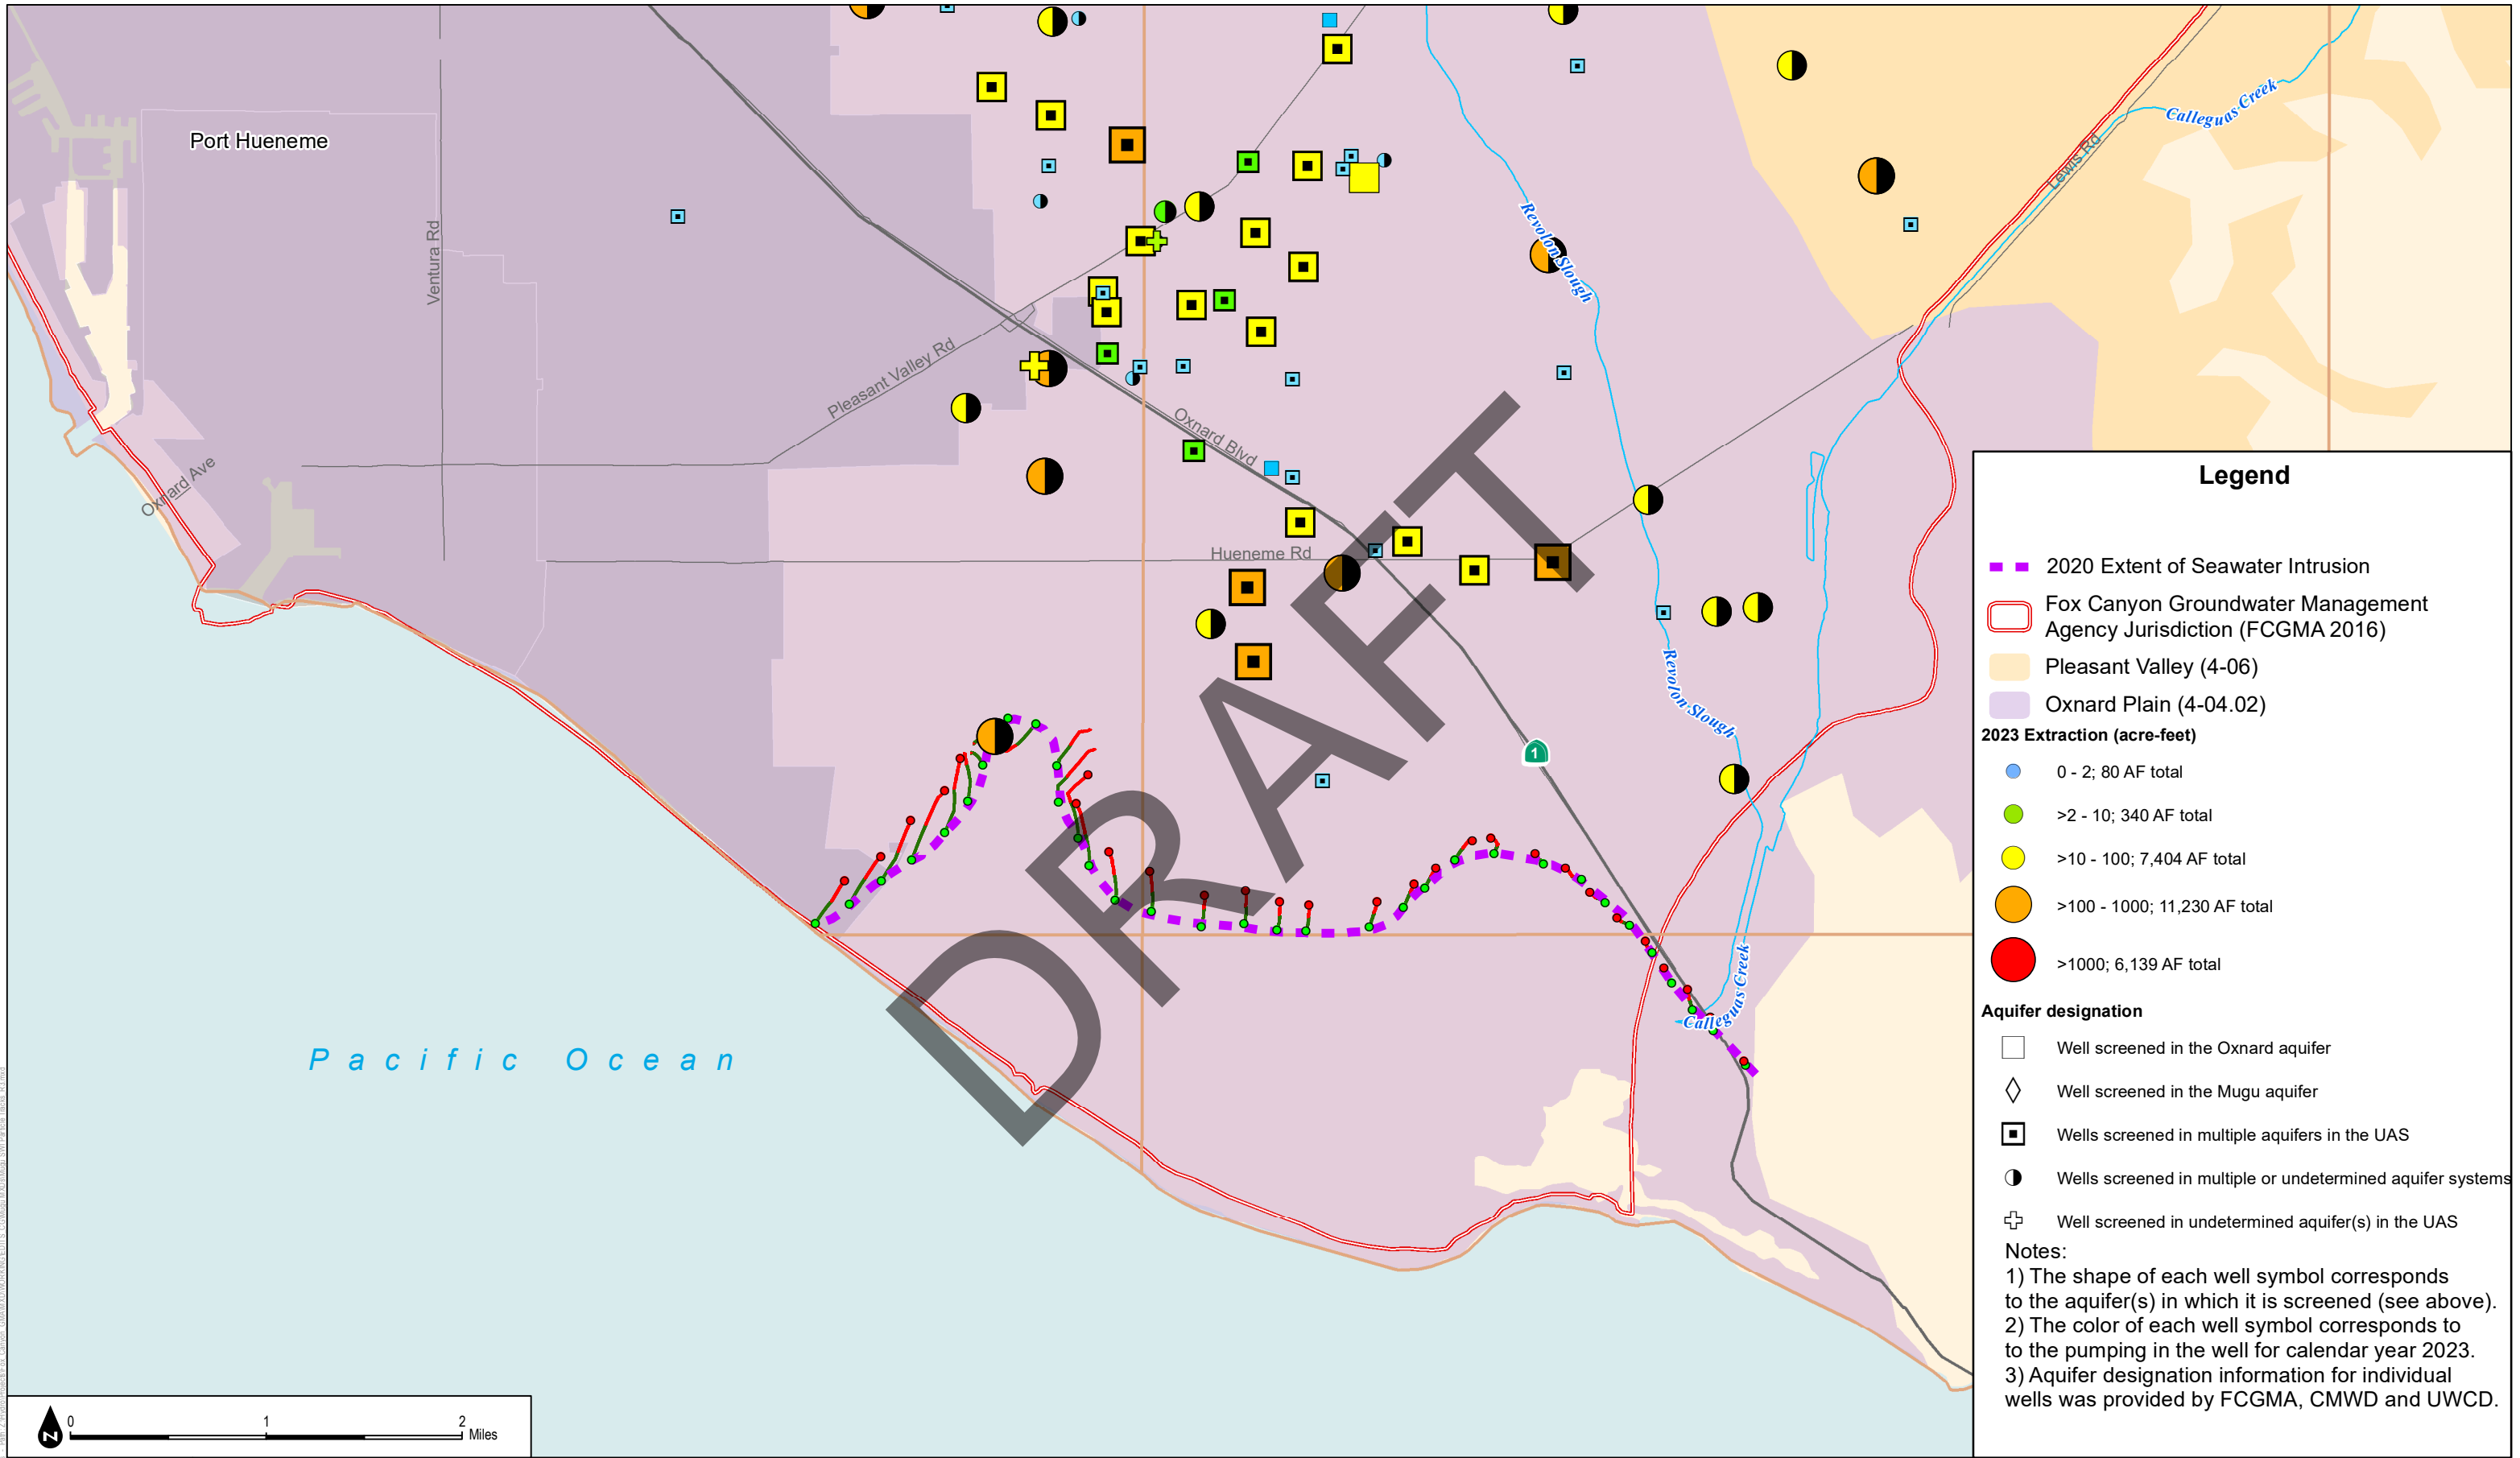 Port Hueneme
Ventura Rd
Pleasant Valley Rd
Oxnard Blvd
Oxnard Ave
Hueneme Rd
Lewis Rd
Calleguas Creek
Revolon Slough
Revolon Slough
Calleguas Creek
1
DRAFT
Pacific Ocean
0 1 2 Miles
N
Legend
2020 Extent of Seawater Intrusion
Fox Canyon Groundwater Management
Agency Jurisdiction (FCGMA 2016)
Pleasant Valley (4-06)
Oxnard Plain (4-04.02)
2023 Extraction (acre-feet)
0 - 2; 80 AF total
>2 - 10; 340 AF total
>10 - 100; 7,404 AF total
>100 - 1000; 11,230 AF total
>1000; 6,139 AF total
Aquifer designation
Well screened in the Oxnard aquifer
Well screened in the Mugu aquifer
Wells screened in multiple aquifers in the UAS
Wells screened in multiple or undetermined aquifer systems
Well screened in undetermined aquifer(s) in the UAS
Notes:
1) The shape of each well symbol corresponds
to the aquifer(s) in which it is screened (see above).
2) The color of each well symbol corresponds to
to the pumping in the well for calendar year 2023.
3) Aquifer designation information for individual
wells was provided by FCGMA, CMWD and UWCD.